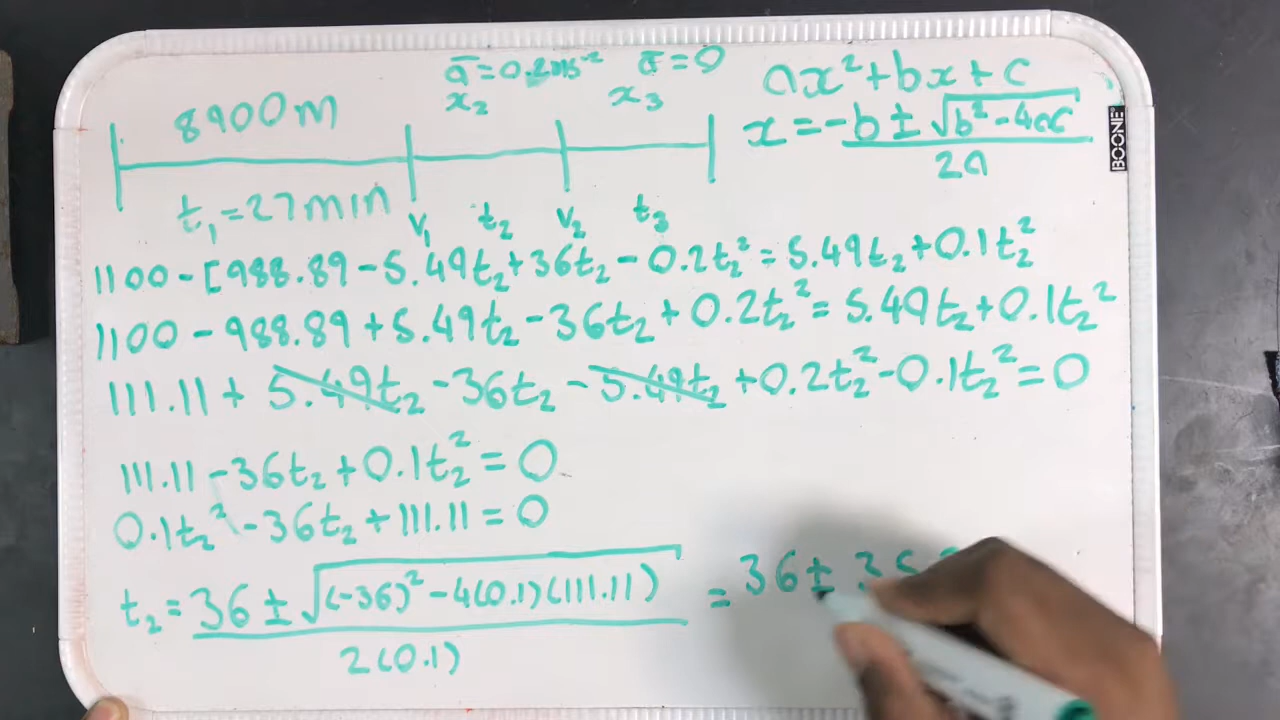 8900m
a̅=0.2ms⁻²
a̅=0
x₂
x₃
t₁=27min
v₁
t₂
v₂
t₃
ax²+bx+c
x=-b±√b²-4ac
2a
BOONE
1100-[988.89-5.49t₂+36t₂-0.2t₂²=5.49t₂+0.1t₂²
1100-988.89+5.49t₂-36t₂+0.2t₂²=5.49t₂+0.1t₂²
111.11+5.49t₂-36t₂-5.49t₂+0.2t₂²-0.1t₂²=0
111.11-36t₂+0.1t₂²=0
0.1t₂²-36t₂+111.11=0
t₂=36±√(-36)²-4(0.1)(111.11)
2(0.1)
=36±